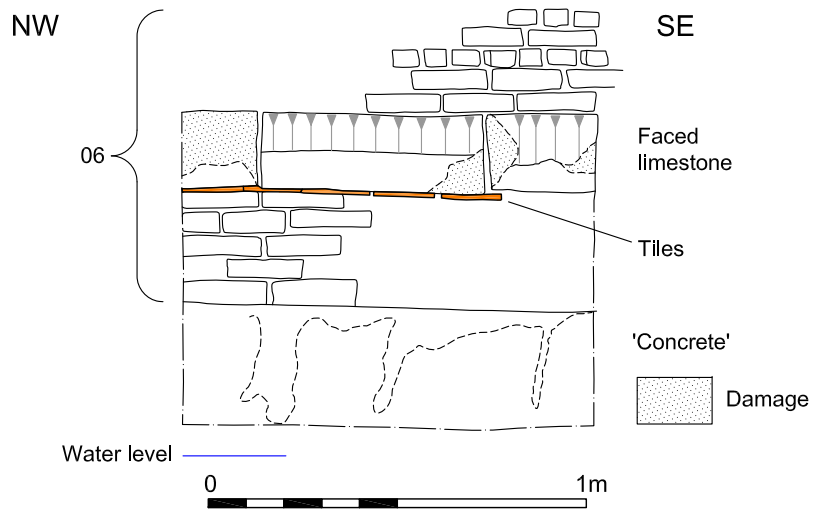 NW
SE
06
Faced
limestone
Tiles
'Concrete'
Damage
Water level
0
1m